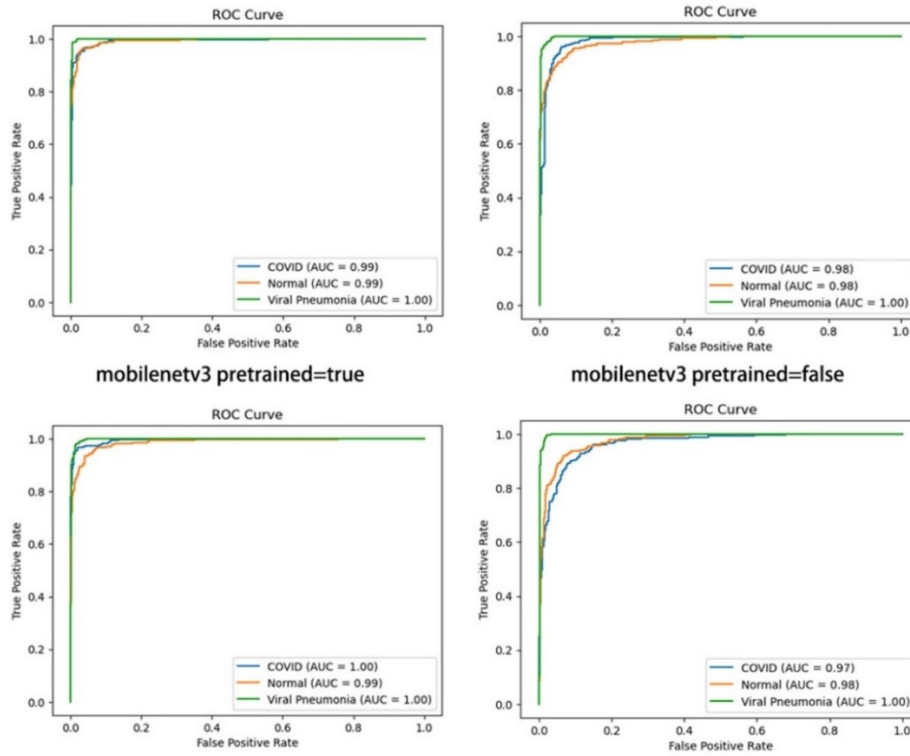 ROC Curve
1.0
0.8
0.6
0.4
0.2
0.0
True Positive Rate
COVID (AUC = 0.99)
Normal (AUC = 0.99)
Viral Pneumonia (AUC = 1.00)
0.0 0.2 0.4 0.6 0.8 1.0
False Positive Rate
mobilenetv3 pretrained=true
ROC Curve
1.0
0.8
0.6
0.4
0.2
0.0
True Positive Rate
COVID (AUC = 0.98)
Normal (AUC = 0.98)
Viral Pneumonia (AUC = 1.00)
0.0 0.2 0.4 0.6 0.8 1.0
False Positive Rate
mobilenetv3 pretrained=false
ROC Curve
1.0
0.8
0.6
0.4
0.2
0.0
True Positive Rate
COVID (AUC = 1.00)
Normal (AUC = 0.99)
Viral Pneumonia (AUC = 1.00)
0.0 0.2 0.4 0.6 0.8 1.0
False Positive Rate
ROC Curve
1.0
0.8
0.6
0.4
0.2
0.0
True Positive Rate
COVID (AUC = 0.97)
Normal (AUC = 0.98)
Viral Pneumonia (AUC = 1.00)
0.0 0.2 0.4 0.6 0.8 1.0
False Positive Rate